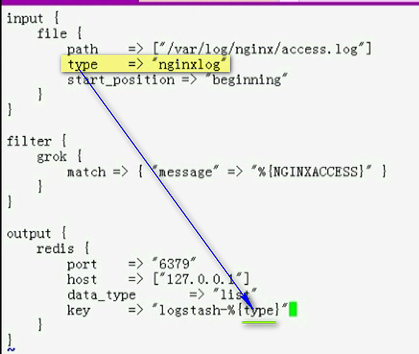 input {
file {
path => ["/var/log/nginx/access.log"]
type => "nginxlog"
start_position => "beginning"
}
}
filter {
grok {
match => { "message" => "%{NGINXACCESS}" }
}
}
output {
redis {
port => "6379"
host => ["127.0.0.1"]
data_type => "list"
key => "logstash-%{type}"
}
}
~